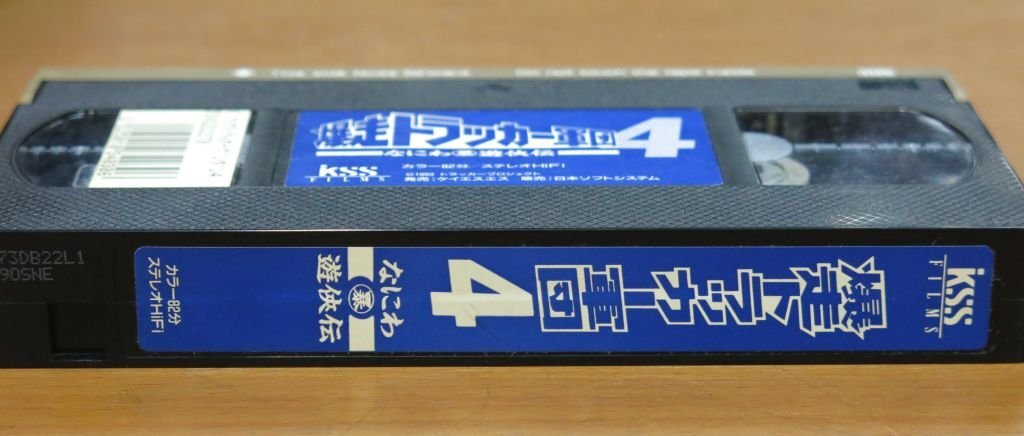 爆走トラッカー軍団4
なにわ暴遊侠伝
カラー82分/ステレオHiFi
kss
FILMS
©1993 トラッカープロジェクト
発売:ケイエスエス 販売:日本ソフトシステム
73DB22L1
90SNE
kss
FILMS
爆走
トラッカー
軍団
4
なにわ
暴
遊侠伝
カラー82分
ステレオHiFi